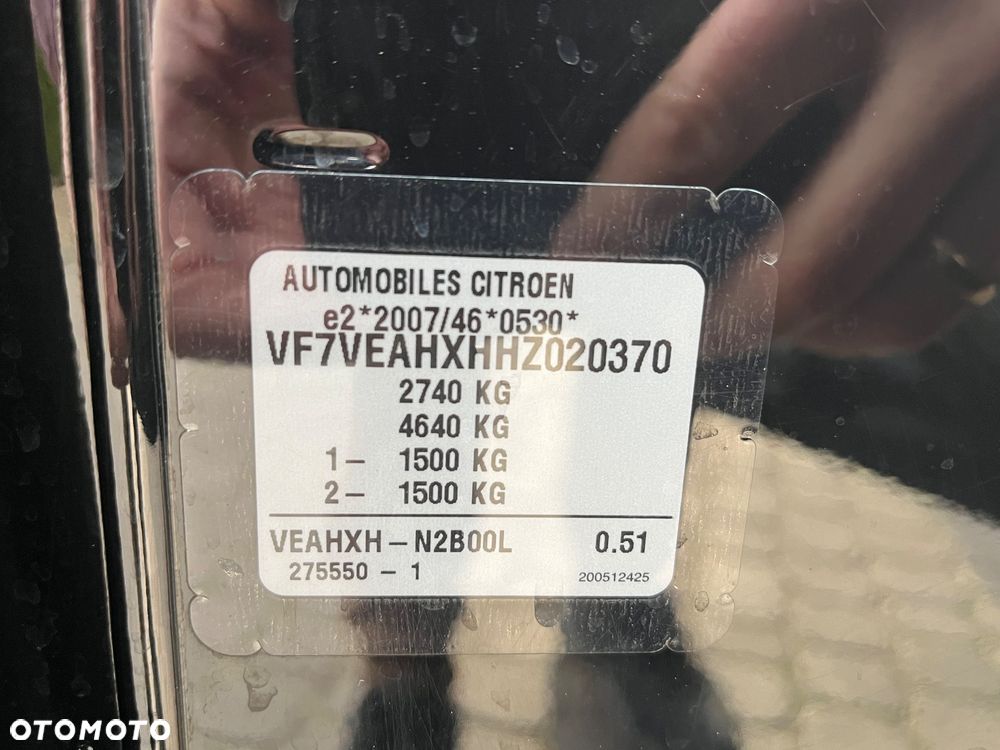 AUTOMOBILES CITROEN
e2*2007/46*0530*
VF7VEAHXHHZ020370
2740 KG
4640 KG
1- 1500 KG
2- 1500 KG
VEAHXH-N2B00L 0.51
275550-1 200512425
OTOMOTO